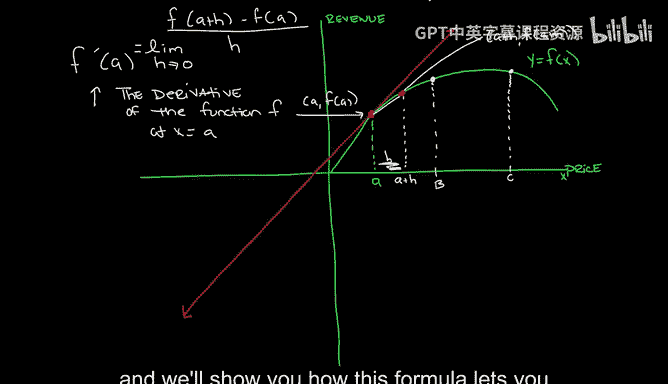 f(a+h) - f(a)
h
f'(a) = lim
h→0
↑ THE DERIVATIVE
of the function f
at x = a
REVENUE
GPT中英字幕课程资源
bilibili
y=f(x)
(a, f(a))
h
a
a+h
B
C
x
PRICE
and we'll show you how this formula lets you